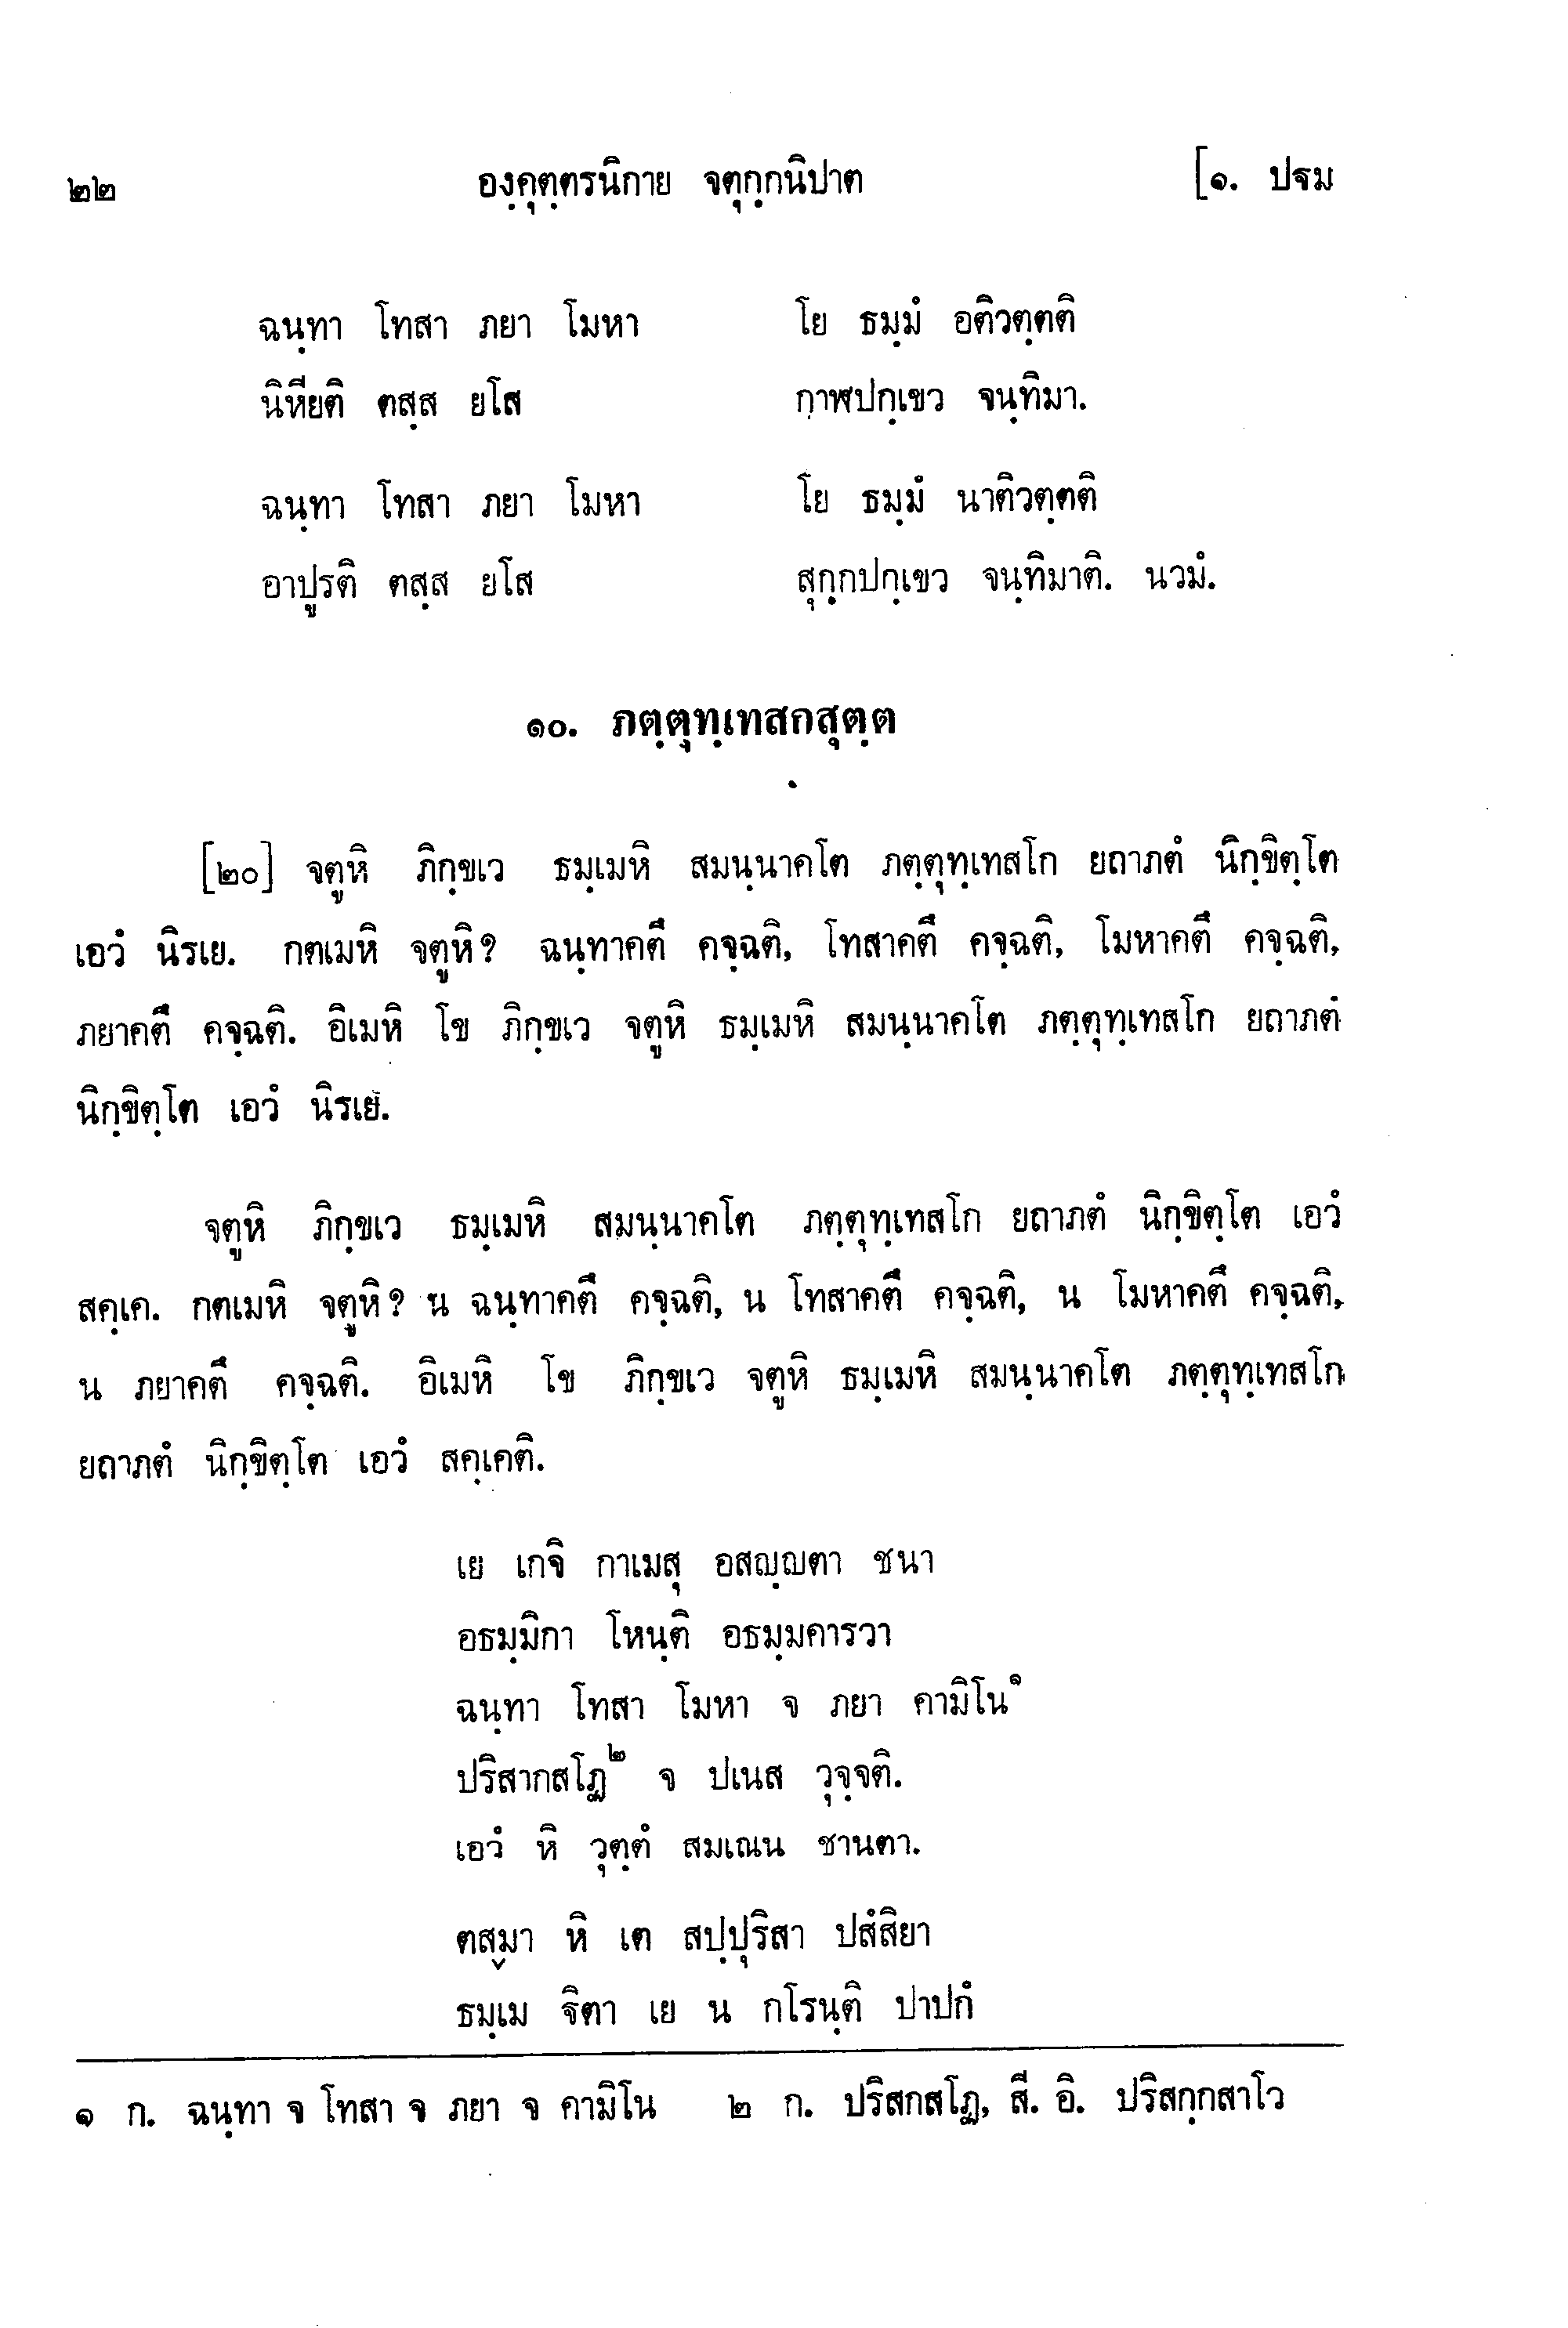 ๒๒ องฺคุตฺตรนิกาย จตุกฺกนิปาต [๑. ปฐม
ฉนฺทา โทสา ภยา โมหา โย ธมฺมํ อติวตฺตติ
นิหียติ ตสฺส ยโส กาฬปกฺเขว จนฺทิมา.
ฉนฺทา โทสา ภยา โมหา โย ธมฺมํ นาติวตฺตติ
อาปูรติ ตสฺส ยโส สุกฺกปกฺเขว จนฺทิมาติ. นวมํ.
๑๐. ภตฺตุทฺเทสกสุตฺต
[๒๐] จตูหิ ภิกฺขเว ธมฺเมหิ สมนฺนาคโต ภตฺตุทฺเทสโก ยถาภตํ นิกฺขิตฺโต
เอวํ นิรเย. กตเมหิ จตูหิ? ฉนฺทาคตึ คจฺฉติ, โทสาคตึ คจฺฉติ, โมหาคตึ คจฺฉติ,
ภยาคตึ คจฺฉติ. อิเมหิ โข ภิกฺขเว จตูหิ ธมฺเมหิ สมนฺนาคโต ภตฺตุทฺเทสโก ยถาภตํ
นิกฺขิตฺโต เอวํ นิรเย.
จตูหิ ภิกฺขเว ธมฺเมหิ สมนฺนาคโต ภตฺตุทฺเทสโก ยถาภตํ นิกฺขิตฺโต เอวํ
สคฺเค. กตเมหิ จตูหิ? น ฉนฺทาคตึ คจฺฉติ, น โทสาคตึ คจฺฉติ, น โมหาคตึ คจฺฉติ,
น ภยาคตึ คจฺฉติ. อิเมหิ โข ภิกฺขเว จตูหิ ธมฺเมหิ สมนฺนาคโต ภตฺตุทฺเทสโก
ยถาภตํ นิกฺขิตฺโต เอวํ สคฺเคติ.
เย เกจิ กาเมสุ อสญฺญตา ชนา
อธมฺมิกา โหนฺติ อธมฺมคารวา
ฉนฺทา โทสา โมหา จ ภยา คามิโน๑
ปริสากสโฏ๒ จ ปเนส วุจฺจติ.
เอวํ หิ วุตฺตํ สมเณน ชานตา.
ตสฺมา หิ เต สปฺปุริสา ปสํสิยา
ธมฺเม ฐิตา เย น กโรนฺติ ปาปกํ
๑ ก. ฉนฺทา จ โทสา จ ภยา จ คามิโน ๒ ก. ปริสกสโฏ, สี. อิ. ปริสกฺกสาโว